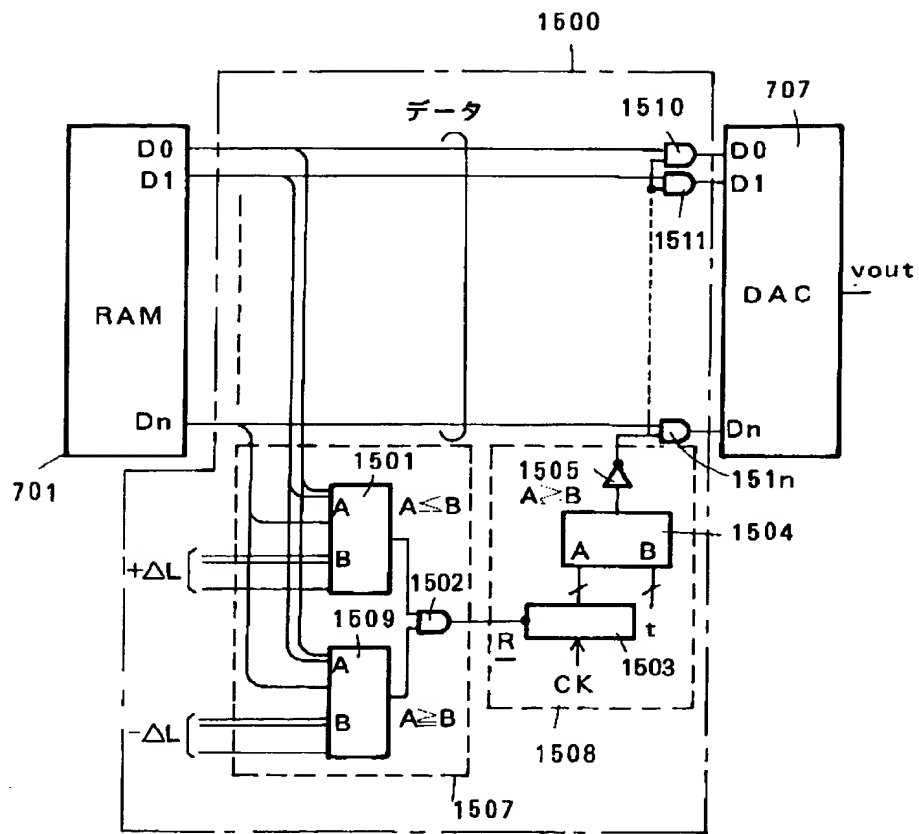 1500
データ
1510
707
D0
D1
D0
D1
1511
RAM
DAC
vout
Dn
Dn
701
1501
1505
151n
A
A≦B
A≧B
1504
+ΔL
B
A
B
1502
1509
A
R
t
1503
CK
-ΔL
B
A≧B
1508
1507